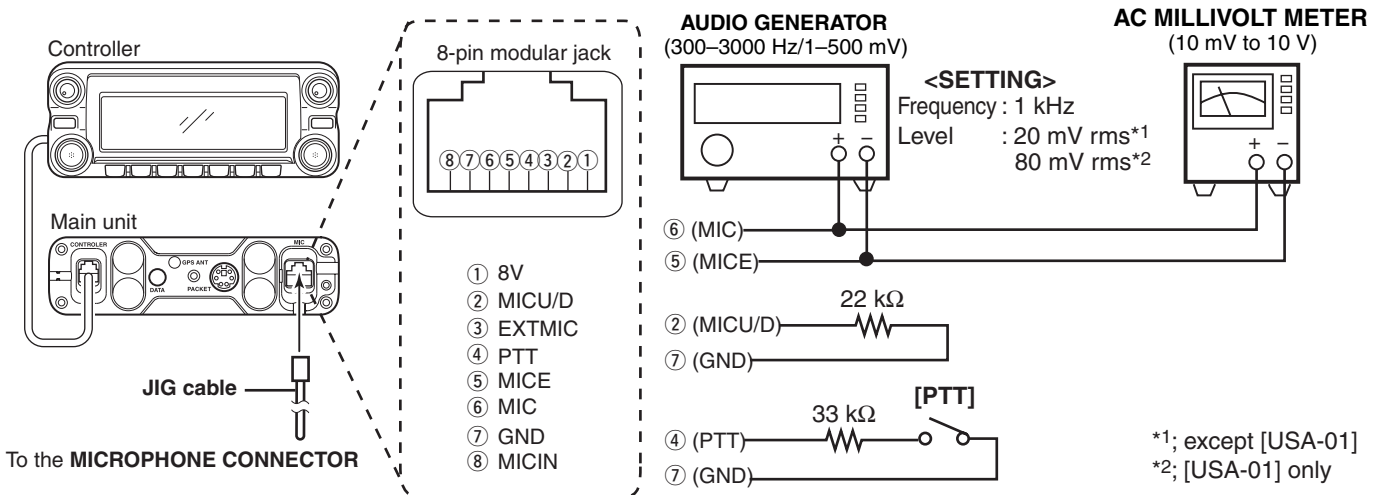 Controller
Main unit
CONTROLER
GPS ANT
DATA
PACKET
MIC
JIG cable
To the MICROPHONE CONNECTOR
8-pin modular jack
⑧⑦⑥⑤④③②①
① 8V
② MICU/D
③ EXTMIC
④ PTT
⑤ MICE
⑥ MIC
⑦ GND
⑧ MICIN
AUDIO GENERATOR
(300–3000 Hz/1–500 mV)
+ −
<SETTING>
Frequency : 1 kHz
Level : 20 mV rms*1
80 mV rms*2
AC MILLIVOLT METER
(10 mV to 10 V)
+ −
⑥ (MIC)
⑤ (MICE)
22 kΩ
② (MICU/D)
⑦ (GND)
33 kΩ
[PTT]
④ (PTT)
⑦ (GND)
*1; except [USA-01]
*2; [USA-01] only